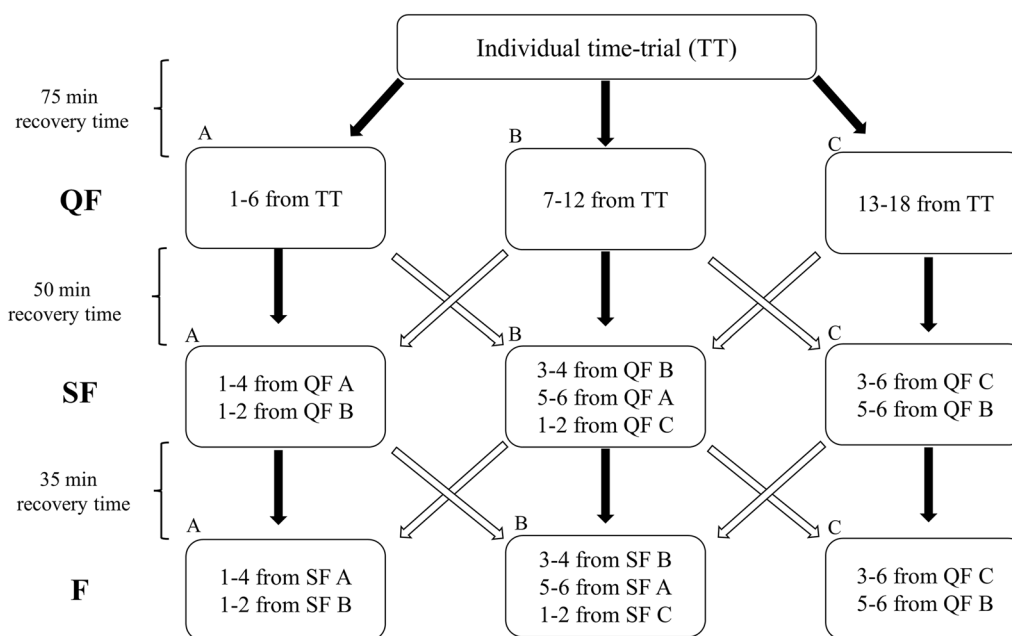 Individual time-trial (TT)
75 min
recovery time
A
B
C
QF
1-6 from TT
7-12 from TT
13-18 from TT
50 min
recovery time
A
B
C
SF
1-4 from QF A
1-2 from QF B
3-4 from QF B
5-6 from QF A
1-2 from QF C
3-6 from QF C
5-6 from QF B
35 min
recovery time
A
B
C
F
1-4 from SF A
1-2 from SF B
3-4 from SF B
5-6 from SF A
1-2 from SF C
3-6 from QF C
5-6 from QF B